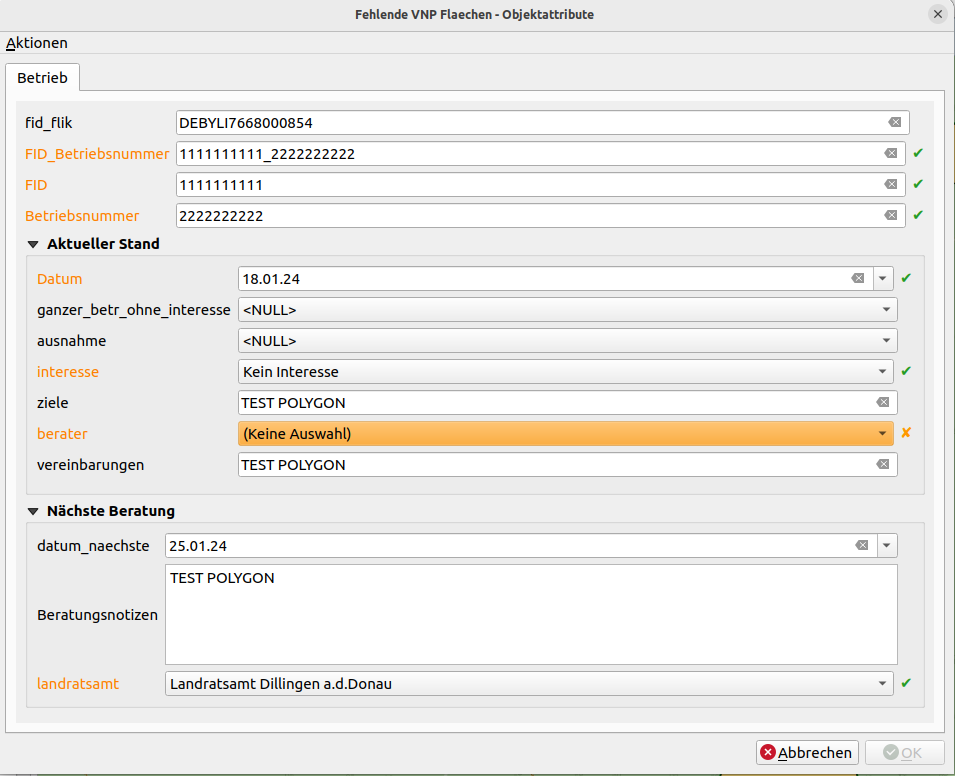 Fehlende VNP Flaechen - Objektattribute
Aktionen
Betrieb
fid_flik DEBYLI7668000854
FID_Betriebsnummer 1111111111_2222222222
FID 1111111111
Betriebsnummer 2222222222
Aktueller Stand
Datum 18.01.24
ganzer_betr_ohne_interesse <NULL>
ausnahme <NULL>
interesse Kein Interesse
ziele TEST POLYGON
berater (Keine Auswahl)
vereinbarungen TEST POLYGON
Nächste Beratung
datum_naechste 25.01.24
TEST POLYGON
Beratungsnotizen
landratsamt Landratsamt Dillingen a.d.Donau
Abbrechen OK